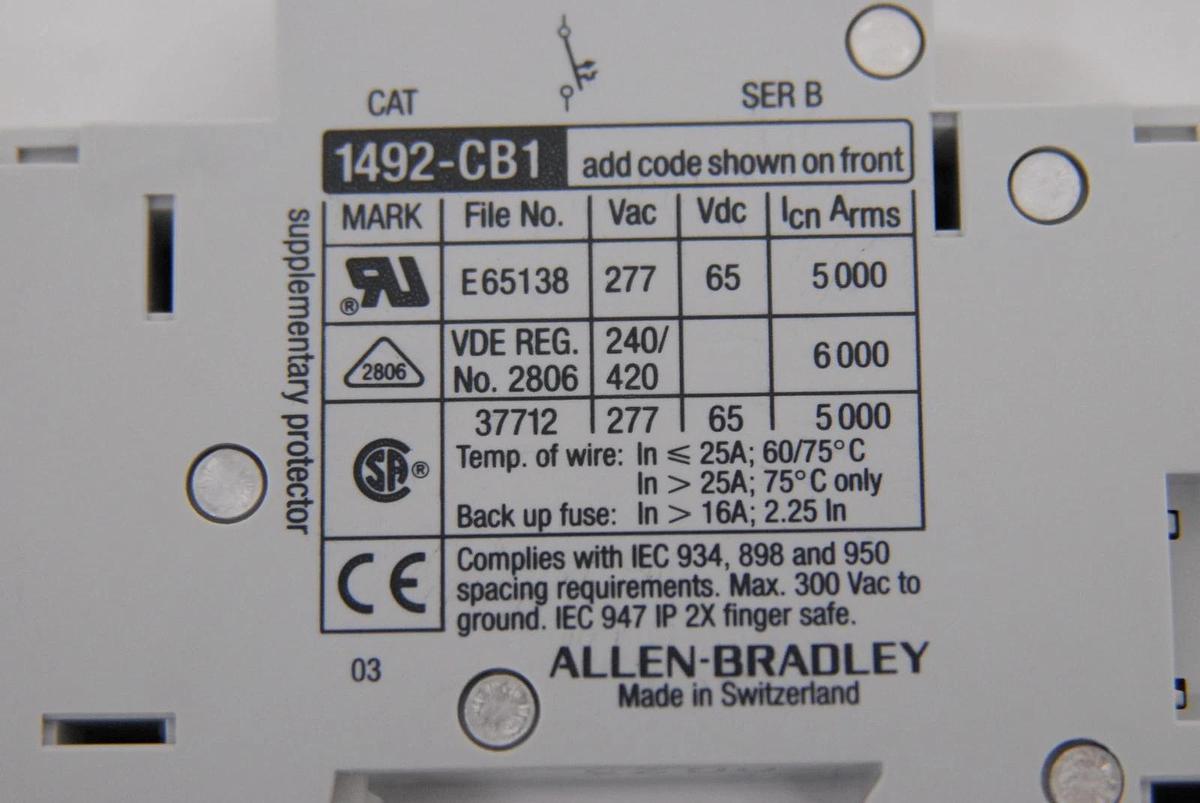 CAT SER B
1492-CB1 add code shown on front
MARK File No. Vac Vdc Icn Arms
RU® E65138 277 65 5000
2806 VDE REG. No. 2806 240/420 6000
SA® 37712 277 65 5000
Temp. of wire: In ≤ 25A; 60/75°C
In > 25A; 75°C only
Back up fuse: In > 16A; 2.25 In
CE Complies with IEC 934, 898 and 950
spacing requirements. Max. 300 Vac to
ground. IEC 947 IP 2X finger safe.
supplementary protector
03 ALLEN-BRADLEY
Made in Switzerland